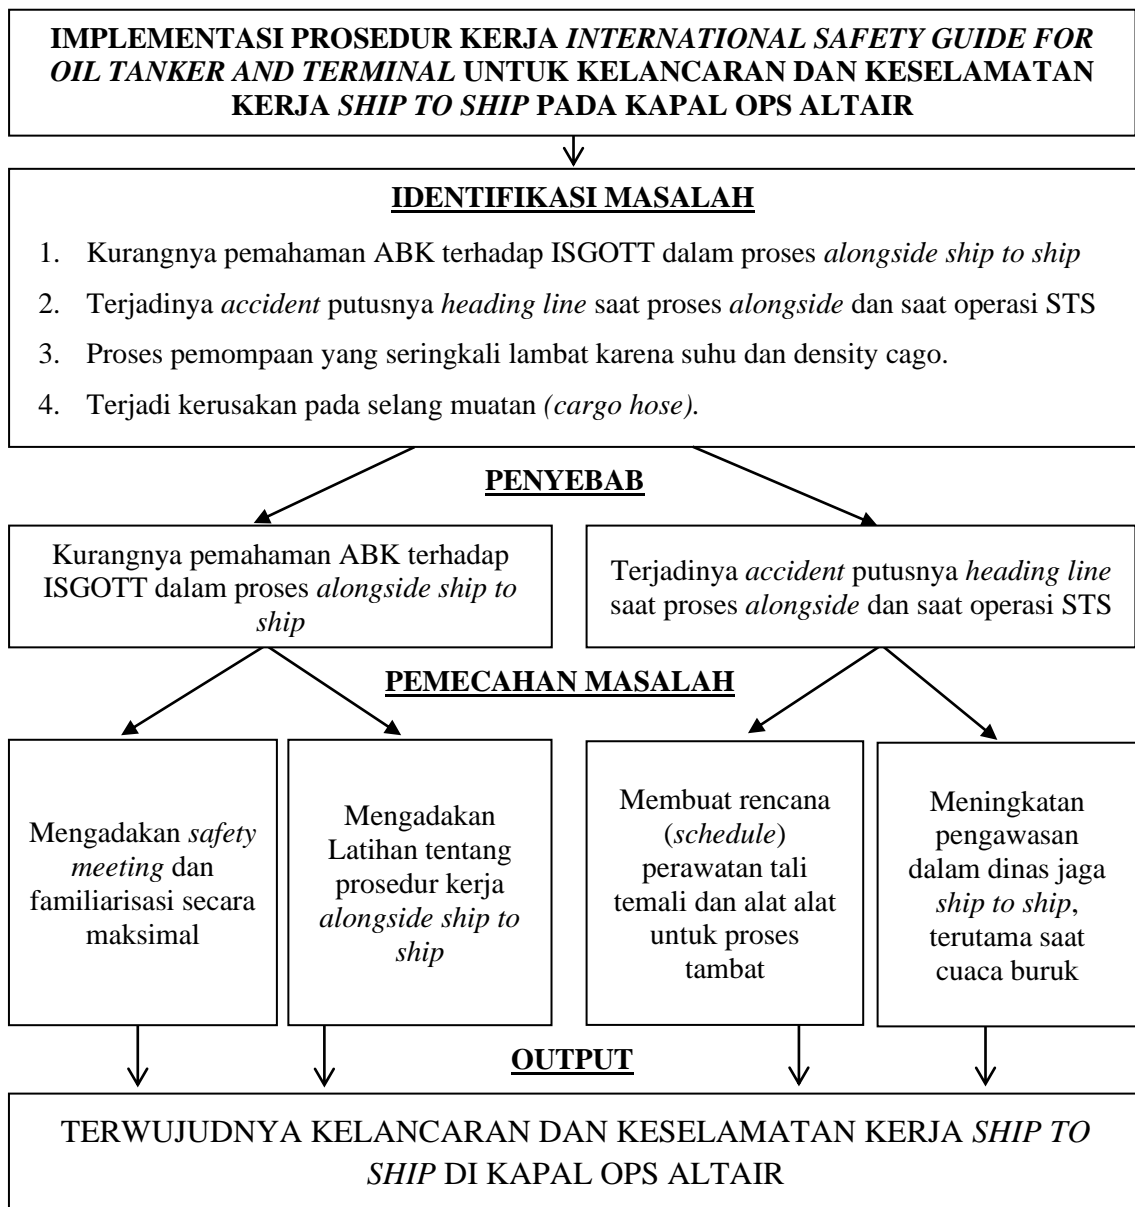 IMPLEMENTASI PROSEDUR KERJA INTERNATIONAL SAFETY GUIDE FOR
OIL TANKER AND TERMINAL UNTUK KELANCARAN DAN KESELAMATAN
KERJA SHIP TO SHIP PADA KAPAL OPS ALTAIR
IDENTIFIKASI MASALAH
1. Kurangnya pemahaman ABK terhadap ISGOTT dalam proses alongside ship to ship
2. Terjadinya accident putusnya heading line saat proses alongside dan saat operasi STS
3. Proses pemompaan yang seringkali lambat karena suhu dan density cago.
4. Terjadi kerusakan pada selang muatan (cargo hose).
PENYEBAB
Kurangnya pemahaman ABK terhadap
ISGOTT dalam proses alongside ship to
ship
Terjadinya accident putusnya heading line
saat proses alongside dan saat operasi STS
PEMECAHAN MASALAH
Mengadakan safety
meeting dan
familiarisasi secara
maksimal
Mengadakan
Latihan tentang
prosedur kerja
alongside ship to
ship
Membuat rencana
(schedule)
perawatan tali
temali dan alat alat
untuk proses
tambat
Meningkatan
pengawasan
dalam dinas jaga
ship to ship,
terutama saat
cuaca buruk
OUTPUT
TERWUJUDNYA KELANCARAN DAN KESELAMATAN KERJA SHIP TO
SHIP DI KAPAL OPS ALTAIR